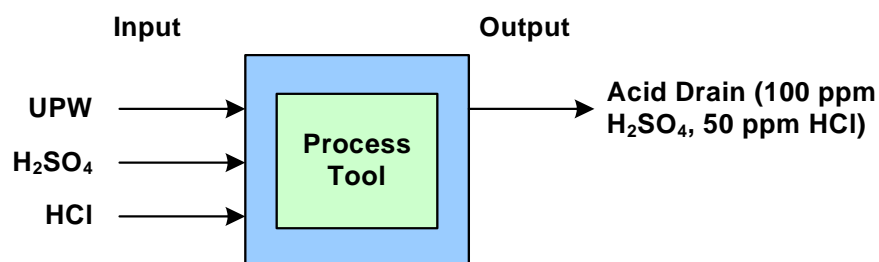 Input
Output
UPW
H₂SO₄
HCl
Process
Tool
Acid Drain (100 ppm
H₂SO₄, 50 ppm HCl)